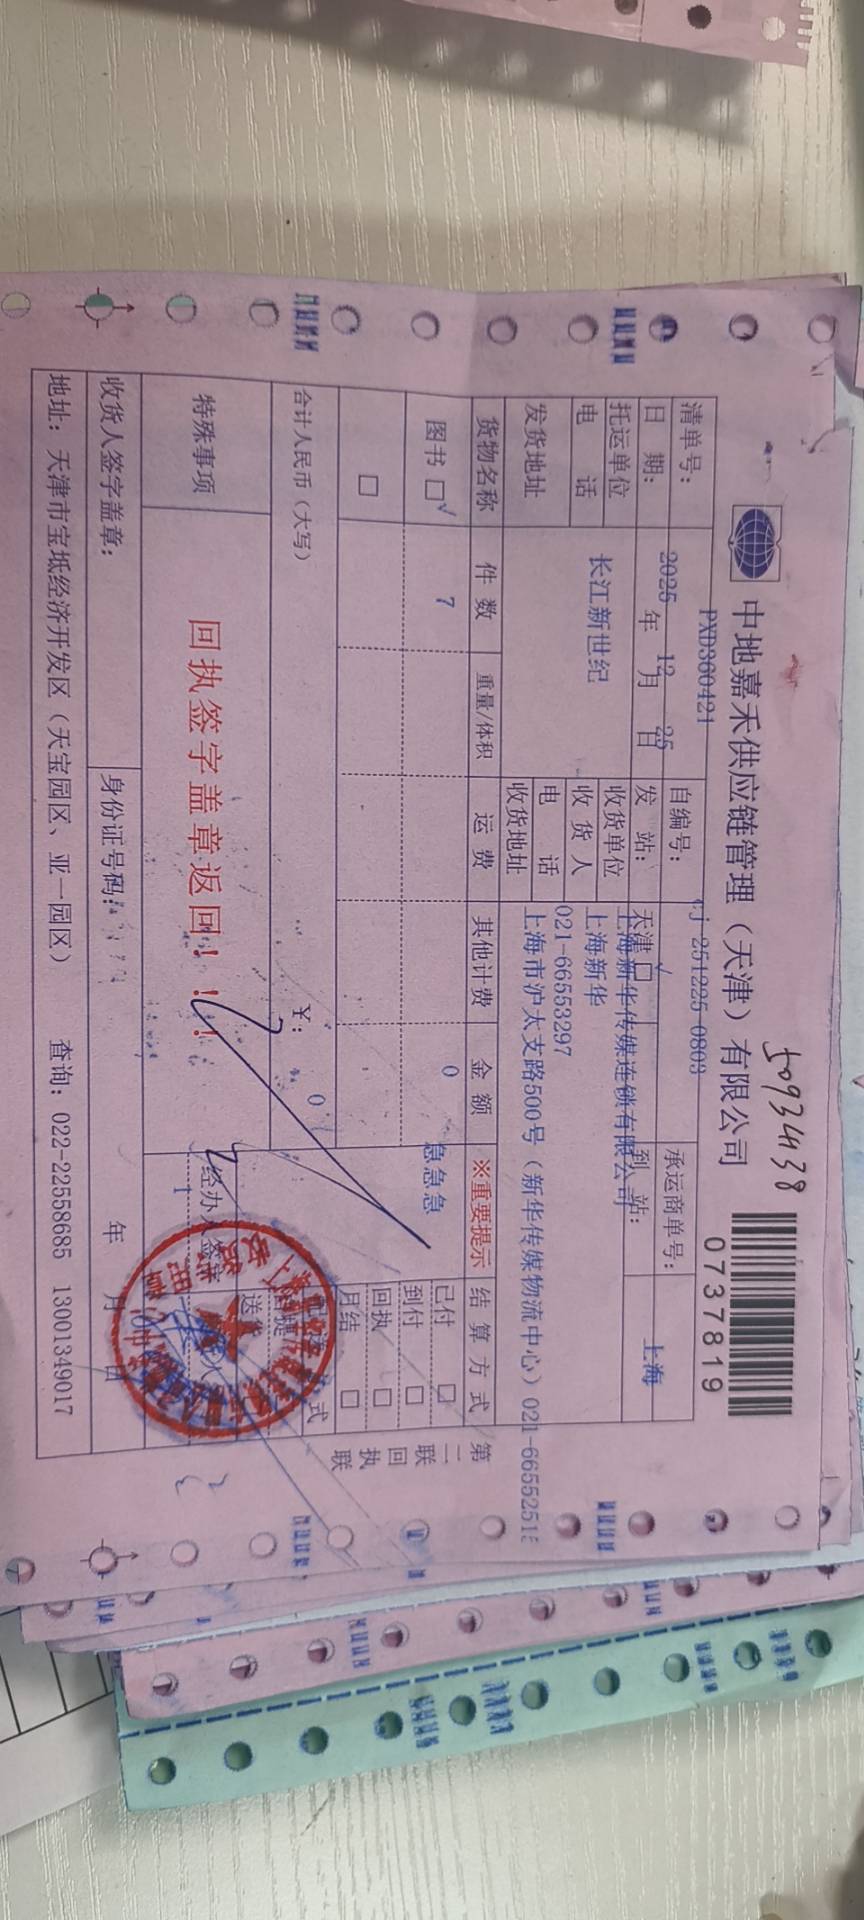 50934138
中地嘉禾供应链管理（天津）有限公司
0737819
清单号： PXD360421 自编号： cj 251225-0803 承运商单号：
日 期： 2025 年 12 月 25 日 发 站： 天津 □√ 到 站： 上海
托运单位 长江新世纪 收货单位 上海新华传媒连锁有限公司
电 话 收 货 人 上海新华
发货地址 电 话 021-66553297
收货地址 上海市沪太支路500号（新华传媒物流中心）021-6655251
货物名称 件 数 重量/体积 运 费 其他计费 金 额 ※重要提示 结 算 方 式
图书 □√ 7 0 急急急 已付 □
到付 □
□ 回执 □
月结 □
合计人民币（大写） ￥： 0
式
送货
特殊事项 回执签字盖章返回！！！ 经办人签字
1
收货人签字盖章： 身份证号码： 年 月 日
地址：天津市宝坻经济开发区（天宝园区、亚一园区） 查询：022-22558685 13001349017
第二联 回执联